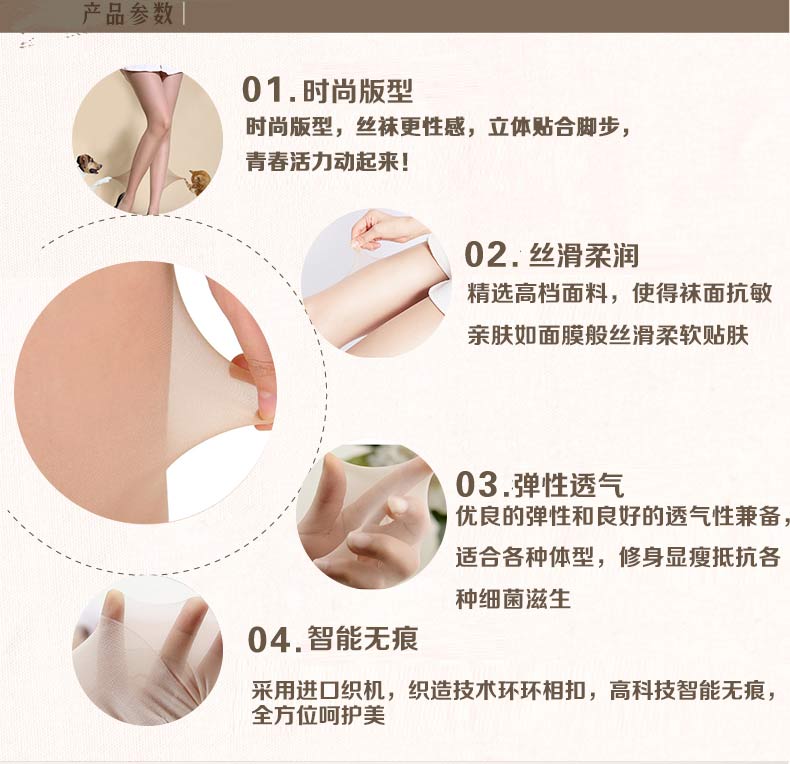 产品参数
01.时尚版型
时尚版型，丝袜更性感，立体贴合脚步，
青春活力动起来！
02.丝滑柔润
精选高档面料，使得袜面抗敏
亲肤如面膜般丝滑柔软贴肤
03.弹性透气
优良的弹性和良好的透气性兼备，
适合各种体型，修身显瘦抵抗各
种细菌滋生
04.智能无痕
采用进口织机，织造技术环环相扣，高科技智能无痕，
全方位呵护美